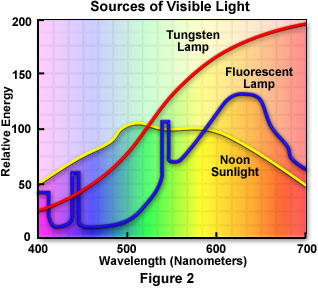 Sources of Visible Light
200
150
100
50
0
Relative Energy
Tungsten
Lamp
Fluorescent
Lamp
Noon
Sunlight
400
500
600
700
Wavelength (Nanometers)
Figure 2